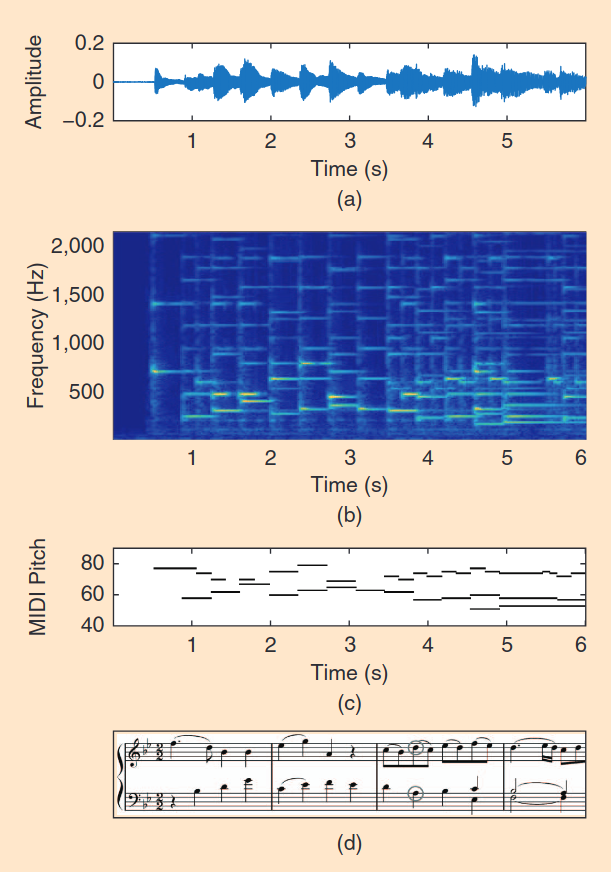 Amplitude
0.2
0
−0.2
1 2 3 4 5
Time (s)
(a)
Frequency (Hz)
2,000
1,500
1,000
500
1 2 3 4 5 6
Time (s)
(b)
MIDI Pitch
80
60
40
1 2 3 4 5 6
Time (s)
(c)
2
2
2
2
(d)